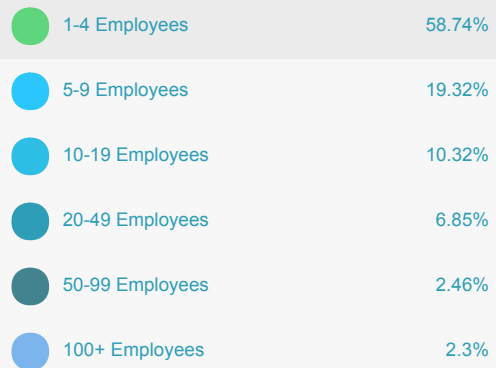 1-4 Employees 58.74%
5-9 Employees 19.32%
10-19 Employees 10.32%
20-49 Employees 6.85%
50-99 Employees 2.46%
100+ Employees 2.3%